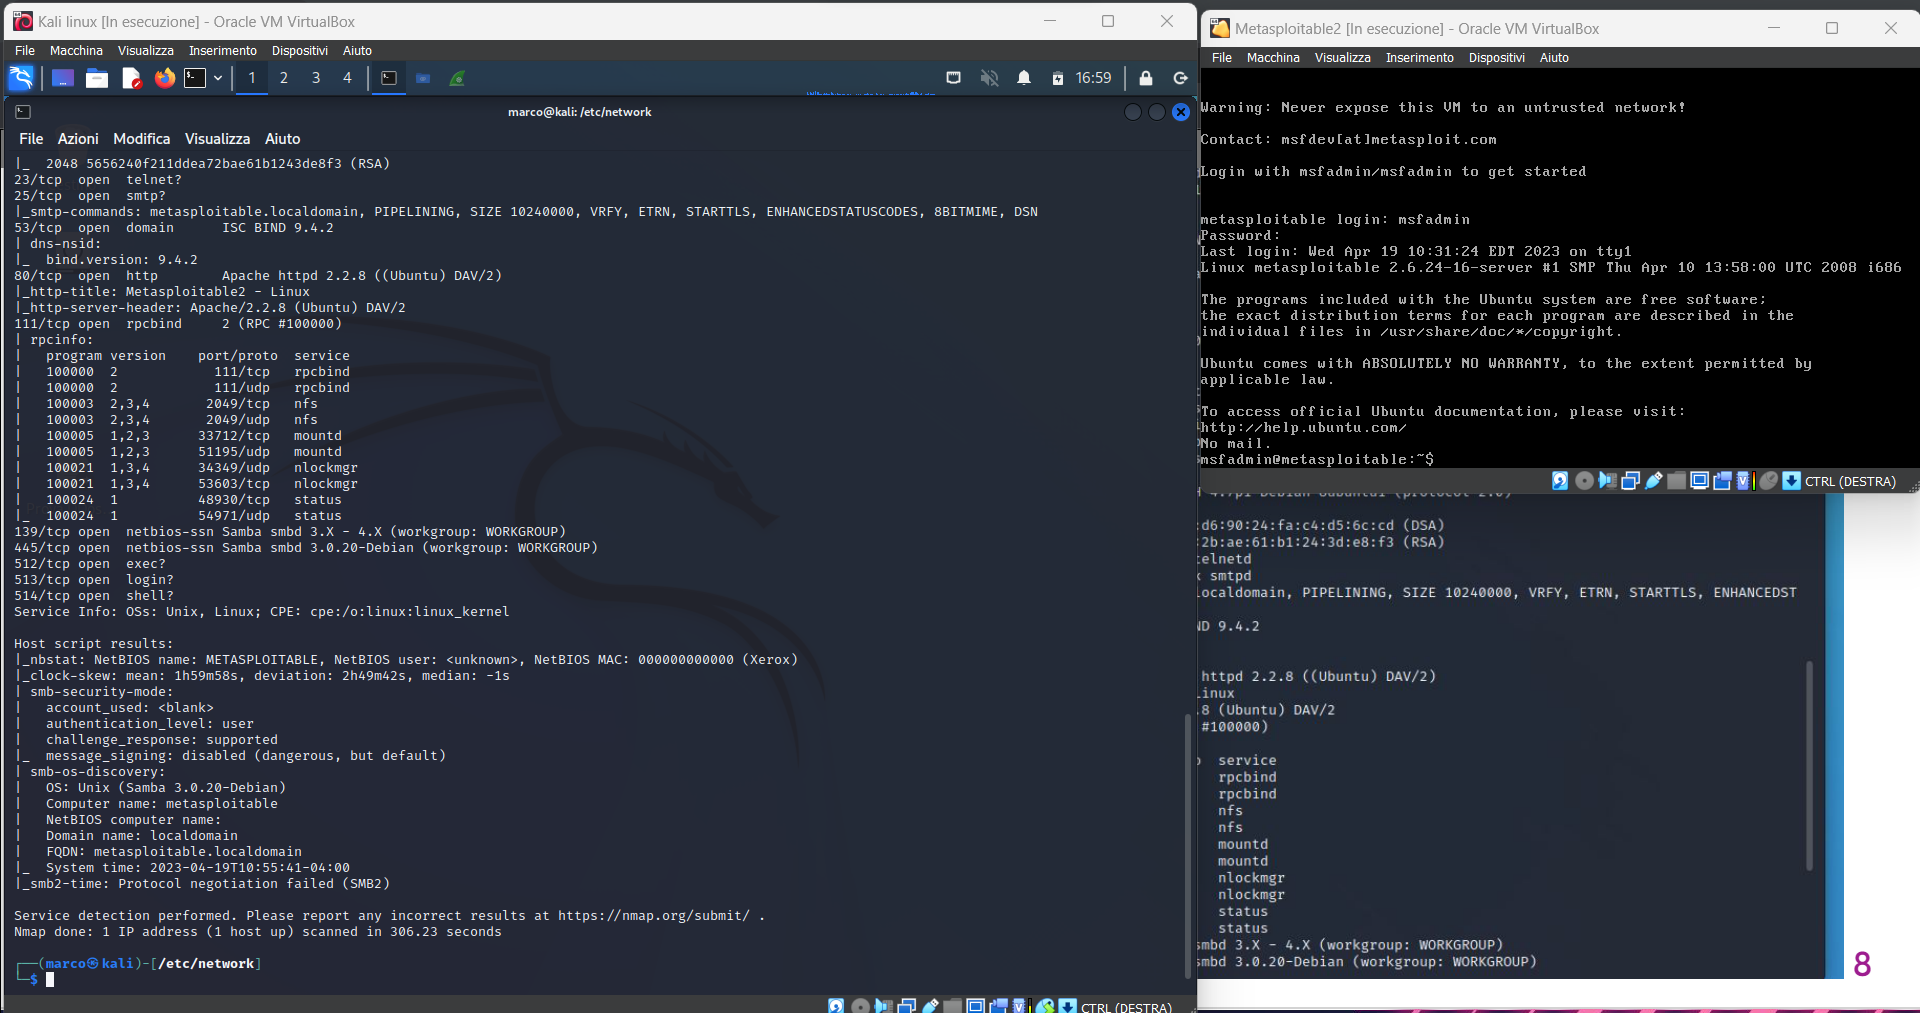 Kali linux [In esecuzione] - Oracle VM VirtualBox
File Macchina Visualizza Inserimento Dispositivi Aiuto
1 2 3 4 16:59
marco@kali: /etc/network
File Azioni Modifica Visualizza Aiuto
|_  2048 5656240f211ddea72bae61b1243de8f3 (RSA)
23/tcp  open  telnet?
25/tcp  open  smtp?
|_smtp-commands: metasploitable.localdomain, PIPELINING, SIZE 10240000, VRFY, ETRN, STARTTLS, ENHANCEDSTATUSCODES, 8BITMIME, DSN
53/tcp  open  domain      ISC BIND 9.4.2
| dns-nsid:
|_  bind.version: 9.4.2
80/tcp  open  http        Apache httpd 2.2.8 ((Ubuntu) DAV/2)
|_http-title: Metasploitable2 - Linux
|_http-server-header: Apache/2.2.8 (Ubuntu) DAV/2
111/tcp open  rpcbind     2 (RPC #100000)
| rpcinfo:
|   program version    port/proto  service
|   100000  2            111/tcp   rpcbind
|   100000  2            111/udp   rpcbind
|   100003  2,3,4       2049/tcp   nfs
|   100003  2,3,4       2049/udp   nfs
|   100005  1,2,3      33712/tcp   mountd
|   100005  1,2,3      51195/udp   mountd
|   100021  1,3,4      34349/udp   nlockmgr
|   100021  1,3,4      53603/tcp   nlockmgr
|   100024  1          48930/tcp   status
|_  100024  1          54971/udp   status
139/tcp open  netbios-ssn Samba smbd 3.X - 4.X (workgroup: WORKGROUP)
445/tcp open  netbios-ssn Samba smbd 3.0.20-Debian (workgroup: WORKGROUP)
512/tcp open  exec?
513/tcp open  login?
514/tcp open  shell?
Service Info: OSs: Unix, Linux; CPE: cpe:/o:linux:linux_kernel
Host script results:
|_nbstat: NetBIOS name: METASPLOITABLE, NetBIOS user: <unknown>, NetBIOS MAC: 000000000000 (Xerox)
|_clock-skew: mean: 1h59m58s, deviation: 2h49m42s, median: -1s
| smb-security-mode:
|   account_used: <blank>
|   authentication_level: user
|   challenge_response: supported
|_  message_signing: disabled (dangerous, but default)
| smb-os-discovery:
|   OS: Unix (Samba 3.0.20-Debian)
|   Computer name: metasploitable
|   NetBIOS computer name:
|   Domain name: localdomain
|   FQDN: metasploitable.localdomain
|_  System time: 2023-04-19T10:55:41-04:00
|_smb2-time: Protocol negotiation failed (SMB2)
Service detection performed. Please report any incorrect results at https://nmap.org/submit/ .
Nmap done: 1 IP address (1 host up) scanned in 306.23 seconds
(marco㉿kali)-[/etc/network]
$
CTRL (DESTRA)
Metasploitable2 [In esecuzione] - Oracle VM VirtualBox
File Macchina Visualizza Inserimento Dispositivi Aiuto
Warning: Never expose this VM to an untrusted network!
Contact: msfdev[at]metasploit.com
Login with msfadmin/msfadmin to get started
metasploitable login: msfadmin
Password:
Last login: Wed Apr 19 10:31:24 EDT 2023 on tty1
Linux metasploitable 2.6.24-16-server #1 SMP Thu Apr 10 13:58:00 UTC 2008 i686
The programs included with the Ubuntu system are free software;
the exact distribution terms for each program are described in the
individual files in /usr/share/doc/*/copyright.
Ubuntu comes with ABSOLUTELY NO WARRANTY, to the extent permitted by
applicable law.
To access official Ubuntu documentation, please visit:
http://help.ubuntu.com/
No mail.
msfadmin@metasploitable:~$
CTRL (DESTRA)
:d6:90:24:fa:c4:d5:6c:cd (DSA)
2b:ae:61:b1:24:3d:e8:f3 (RSA)
telnetd
smtpd
localdomain, PIPELINING, SIZE 10240000, VRFY, ETRN, STARTTLS, ENHANCEDST
ND 9.4.2
httpd 2.2.8 ((Ubuntu) DAV/2)
Linux
.8 (Ubuntu) DAV/2
#100000)
service
rpcbind
rpcbind
nfs
nfs
mountd
mountd
nlockmgr
nlockmgr
status
status
smbd 3.X - 4.X (workgroup: WORKGROUP)
smbd 3.0.20-Debian (workgroup: WORKGROUP)
8